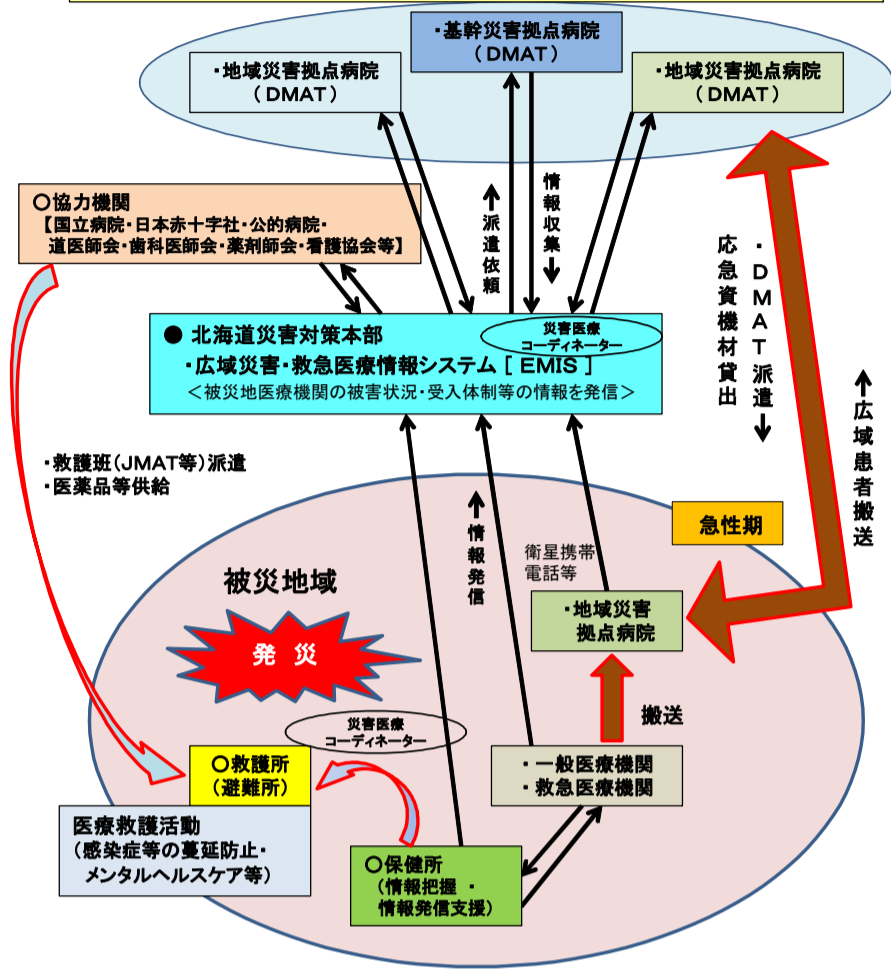 ・基幹災害拠点病院
(DMAT)
・地域災害拠点病院
(DMAT)
・地域災害拠点病院
(DMAT)
○協力機関
【国立病院・日本赤十字社・公的病院・
道医師会・歯科医師会・薬剤師会・看護協会等】
↑派遣依頼
情報収集↓
・DMAT派遣↓
応急資機材貸出
↑広域患者搬送
● 北海道災害対策本部
災害医療
コーディネーター
・広域災害・救急医療情報システム [ EMIS ]
<被災地医療機関の被害状況・受入体制等の情報を発信>
・救護班(JMAT等)派遣
・医薬品等供給
急性期
↑情報発信
衛星携帯
電話等
被災地域
発 災
・地域災害
拠点病院
搬送
災害医療
コーディネーター
○救護所
(避難所)
・一般医療機関
・救急医療機関
医療救護活動
(感染症等の蔓延防止・
メンタルヘルスケア等)
○保健所
(情報把握 ・
情報発信支援)